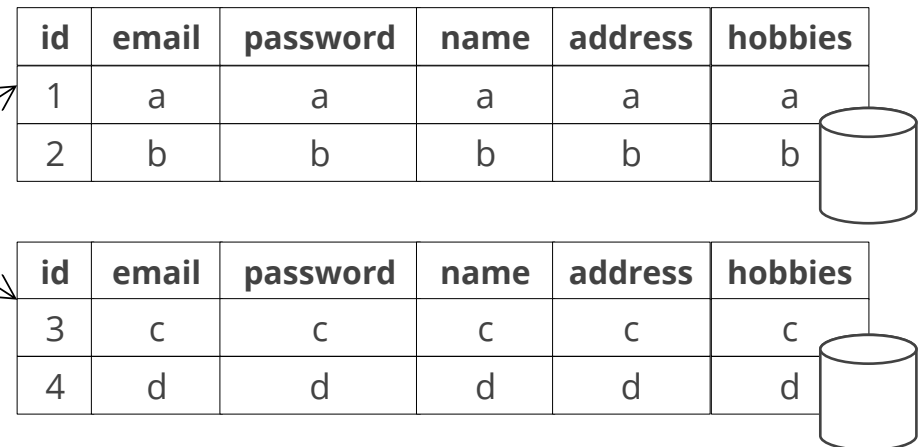 id email password name address hobbies
1 a a a a a
2 b b b b b
id email password name address hobbies
3 c c c c c
4 d d d d d